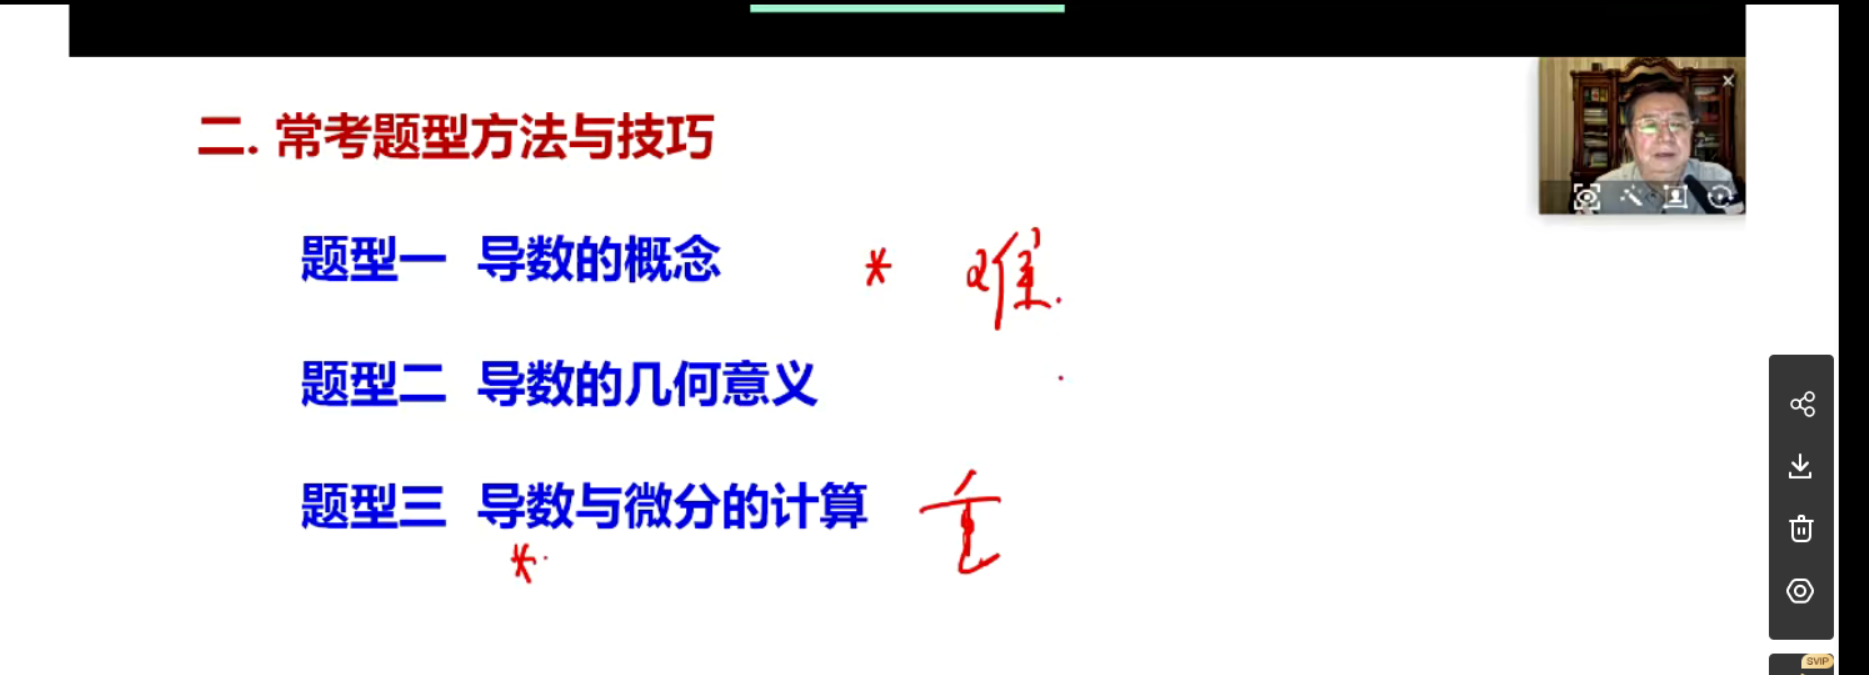 二. 常考题型方法与技巧
题型一 导数的概念 * 难
题型二 导数的几何意义
题型三 导数与微分的计算 重
*
SVIP